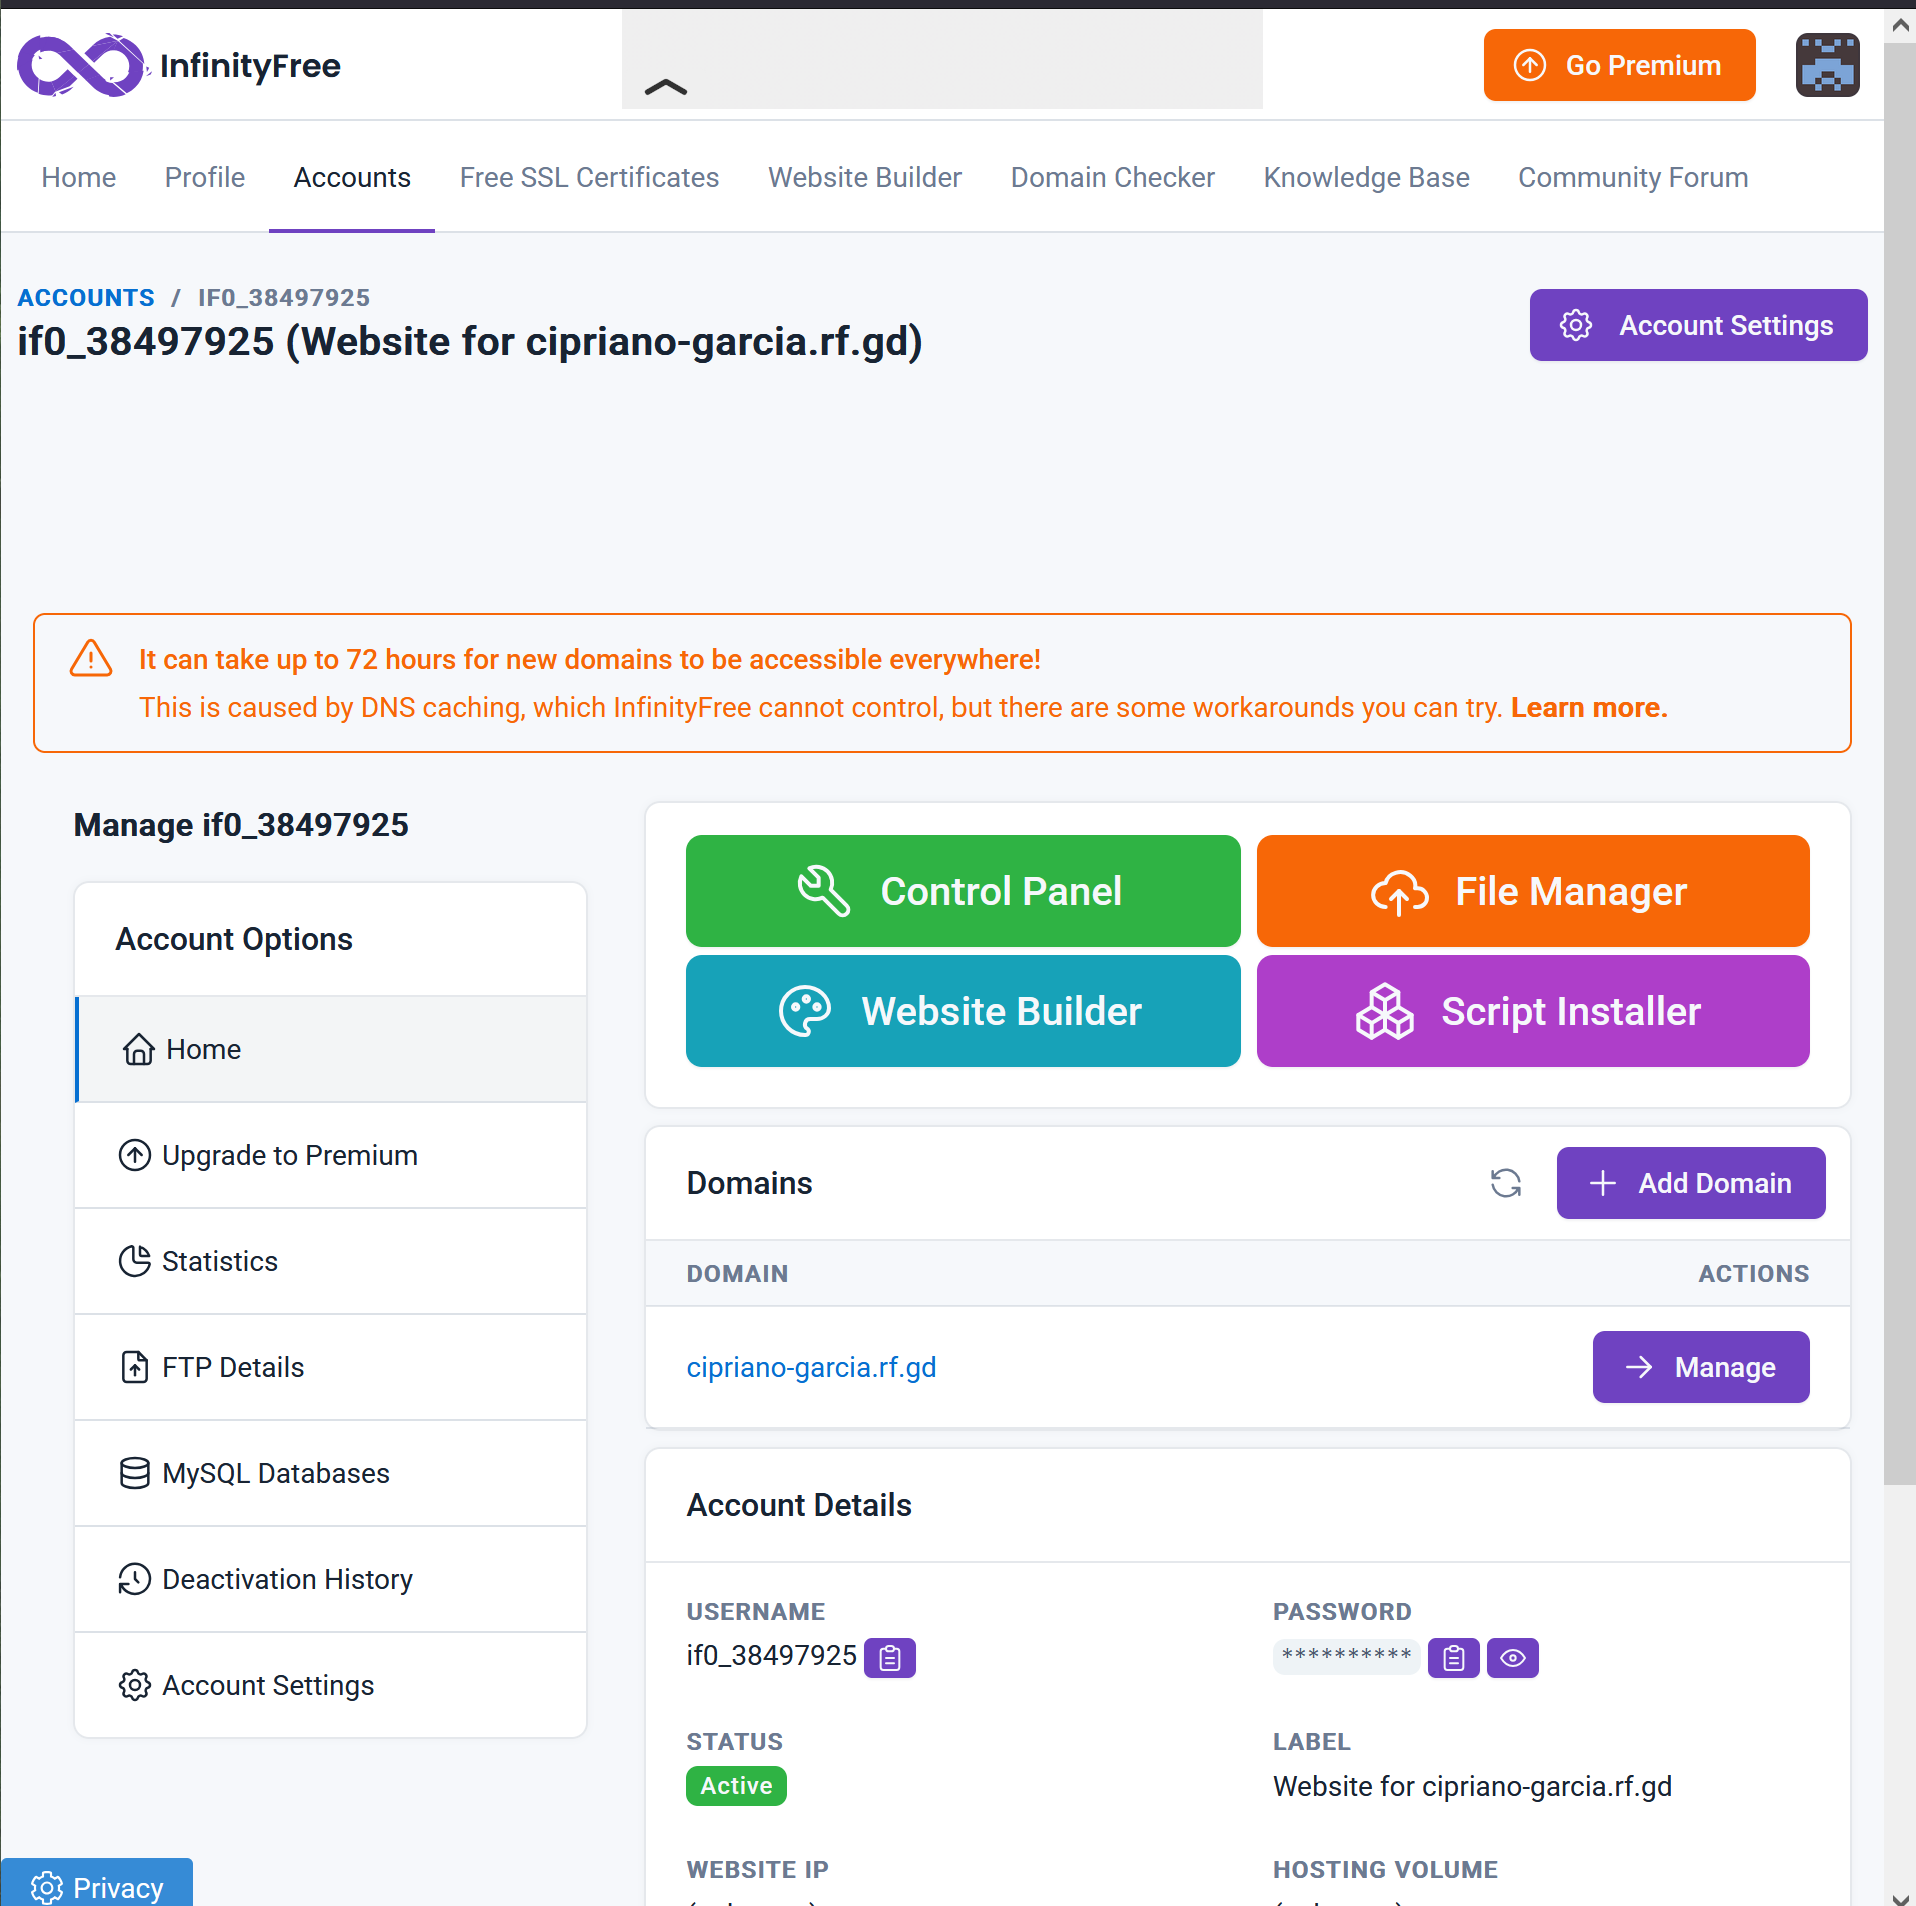 InfinityFree
Go Premium
Home Profile Accounts Free SSL Certificates Website Builder Domain Checker Knowledge Base Community Forum
ACCOUNTS / IF0_38497925
if0_38497925 (Website for cipriano-garcia.rf.gd)
Account Settings
It can take up to 72 hours for new domains to be accessible everywhere!
This is caused by DNS caching, which InfinityFree cannot control, but there are some workarounds you can try. Learn more.
Manage if0_38497925
Account Options
Home
Upgrade to Premium
Statistics
FTP Details
MySQL Databases
Deactivation History
Account Settings
Control Panel
File Manager
Website Builder
Script Installer
Domains
Add Domain
DOMAIN ACTIONS
cipriano-garcia.rf.gd
Manage
Account Details
USERNAME
if0_38497925
PASSWORD
**********
STATUS
Active
LABEL
Website for cipriano-garcia.rf.gd
WEBSITE IP
HOSTING VOLUME
Privacy